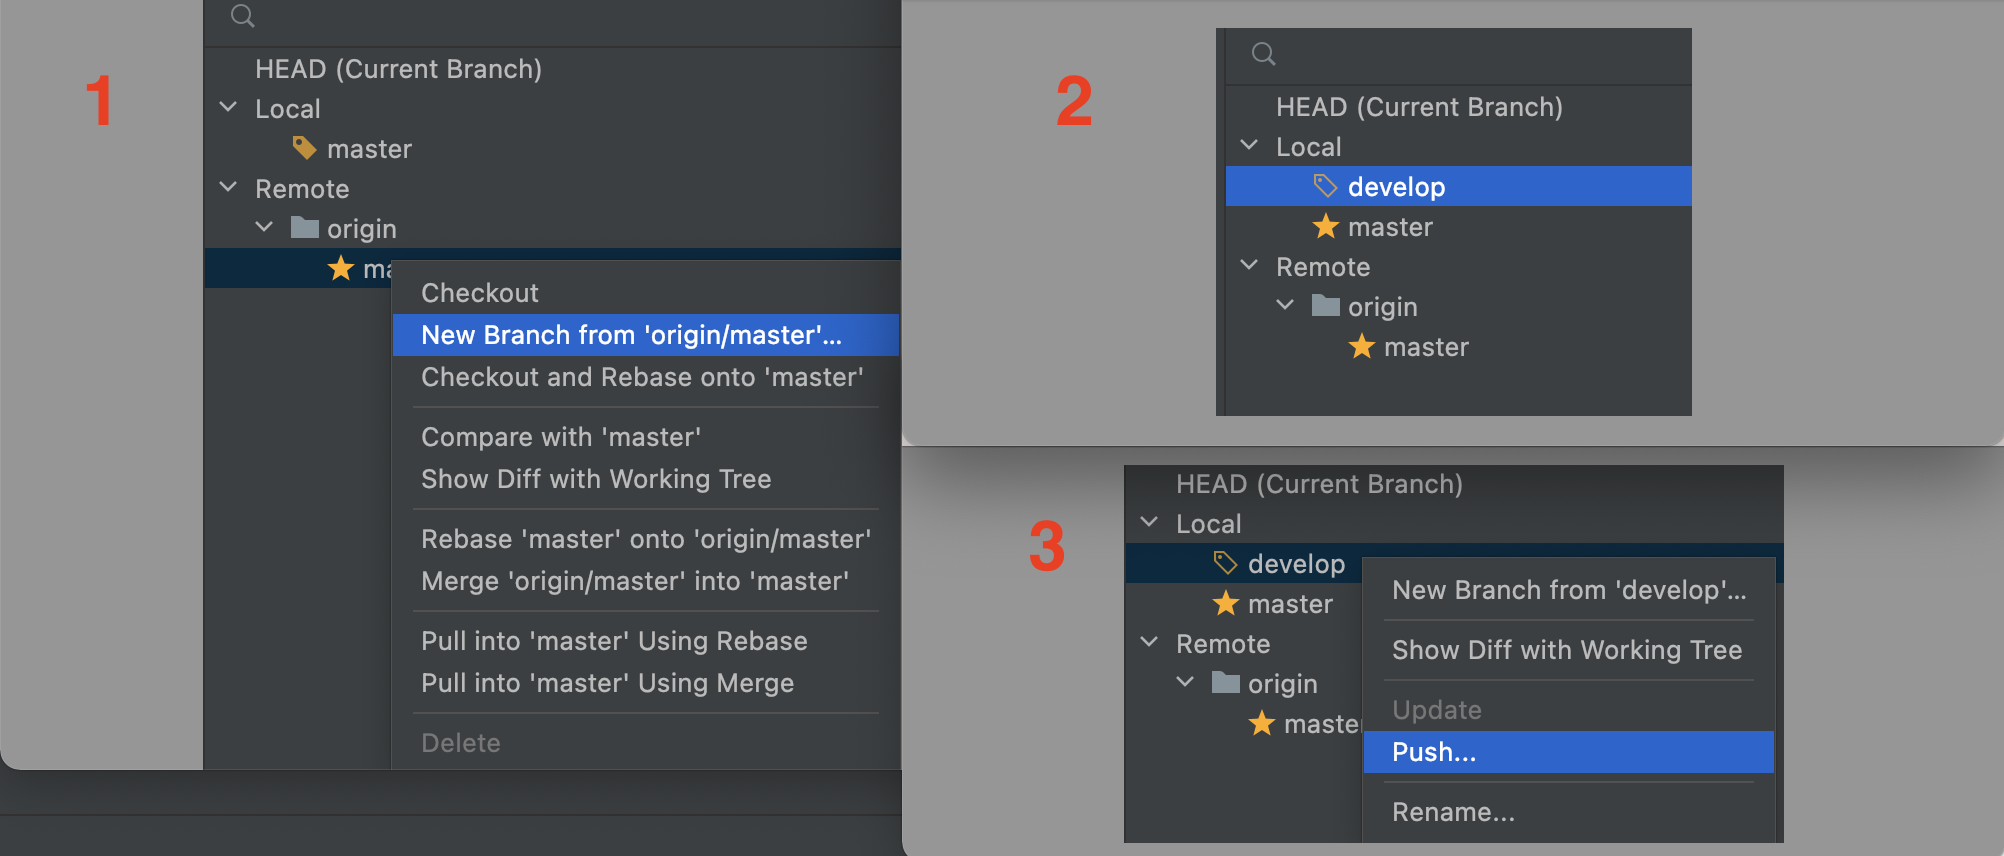 1
HEAD (Current Branch)
Local
master
Remote
origin
ma
Checkout
New Branch from 'origin/master'...
Checkout and Rebase onto 'master'
Compare with 'master'
Show Diff with Working Tree
Rebase 'master' onto 'origin/master'
Merge 'origin/master' into 'master'
Pull into 'master' Using Rebase
Pull into 'master' Using Merge
Delete
2
HEAD (Current Branch)
Local
develop
master
Remote
origin
master
3
HEAD (Current Branch)
Local
develop
master
Remote
origin
master
New Branch from 'develop'...
Show Diff with Working Tree
Update
Push...
Rename...